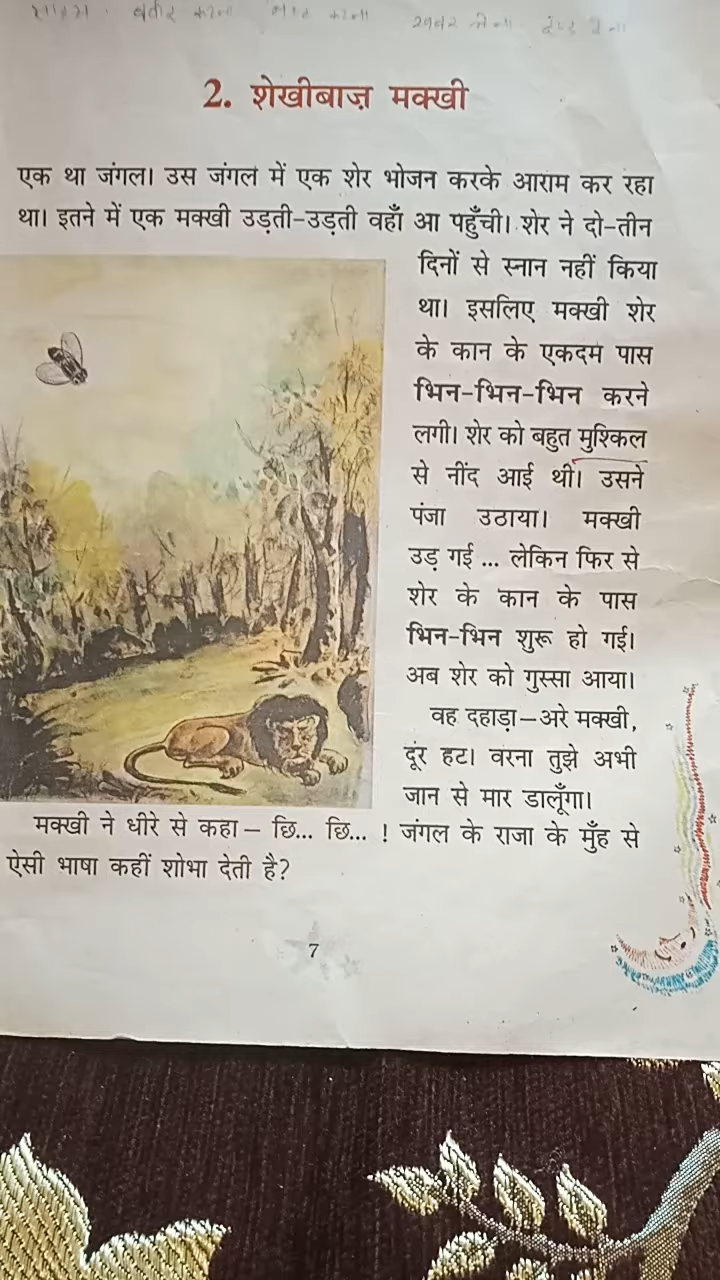 करना करना
2. शेखीबाज़ मक्खी
एक था जंगल। उस जंगल में एक शेर भोजन करके आराम कर रहा
था। इतने में एक मक्खी उड़ती-उड़ती वहाँ आ पहुँची। शेर ने दो-तीन
दिनों से स्नान नहीं किया
था। इसलिए मक्खी शेर
के कान के एकदम पास
भिन-भिन-भिन करने
लगी। शेर को बहुत मुश्किल
से नींद आई थी। उसने
पंजा उठाया। मक्खी
उड़ गई ... लेकिन फिर से
शेर के कान के पास
भिन-भिन शुरू हो गई।
अब शेर को गुस्सा आया।
वह दहाड़ा—अरे मक्खी,
दूर हट। वरना तुझे अभी
जान से मार डालूँगा।
मक्खी ने धीरे से कहा — छि... छि... ! जंगल के राजा के मुँह से
ऐसी भाषा कहीं शोभा देती है?
7